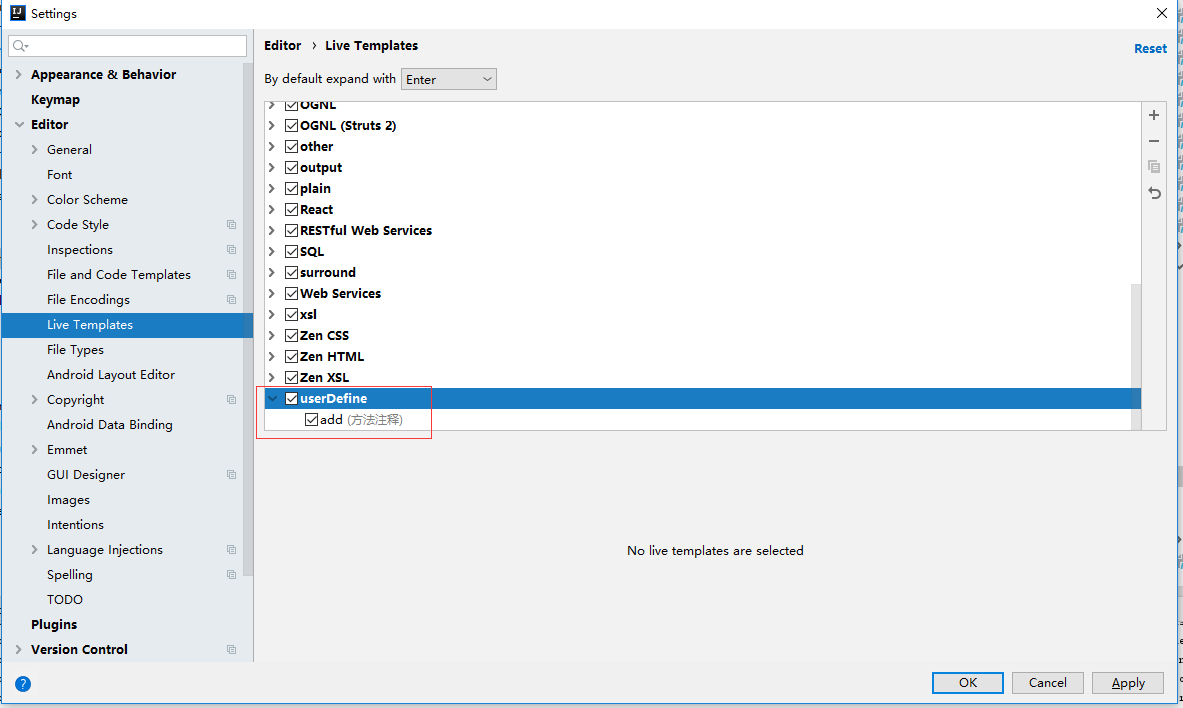 Settings
Appearance & Behavior
Keymap
Editor
General
Font
Color Scheme
Code Style
Inspections
File and Code Templates
File Encodings
Live Templates
File Types
Android Layout Editor
Copyright
Android Data Binding
Emmet
GUI Designer
Images
Intentions
Language Injections
Spelling
TODO
Plugins
Version Control
Editor › Live Templates
Reset
By default expand with Enter
OGNL
OGNL (Struts 2)
other
output
plain
React
RESTful Web Services
SQL
surround
Web Services
xsl
Zen CSS
Zen HTML
Zen XSL
userDefine
add (方法注释)
No live templates are selected
?
OK Cancel Apply